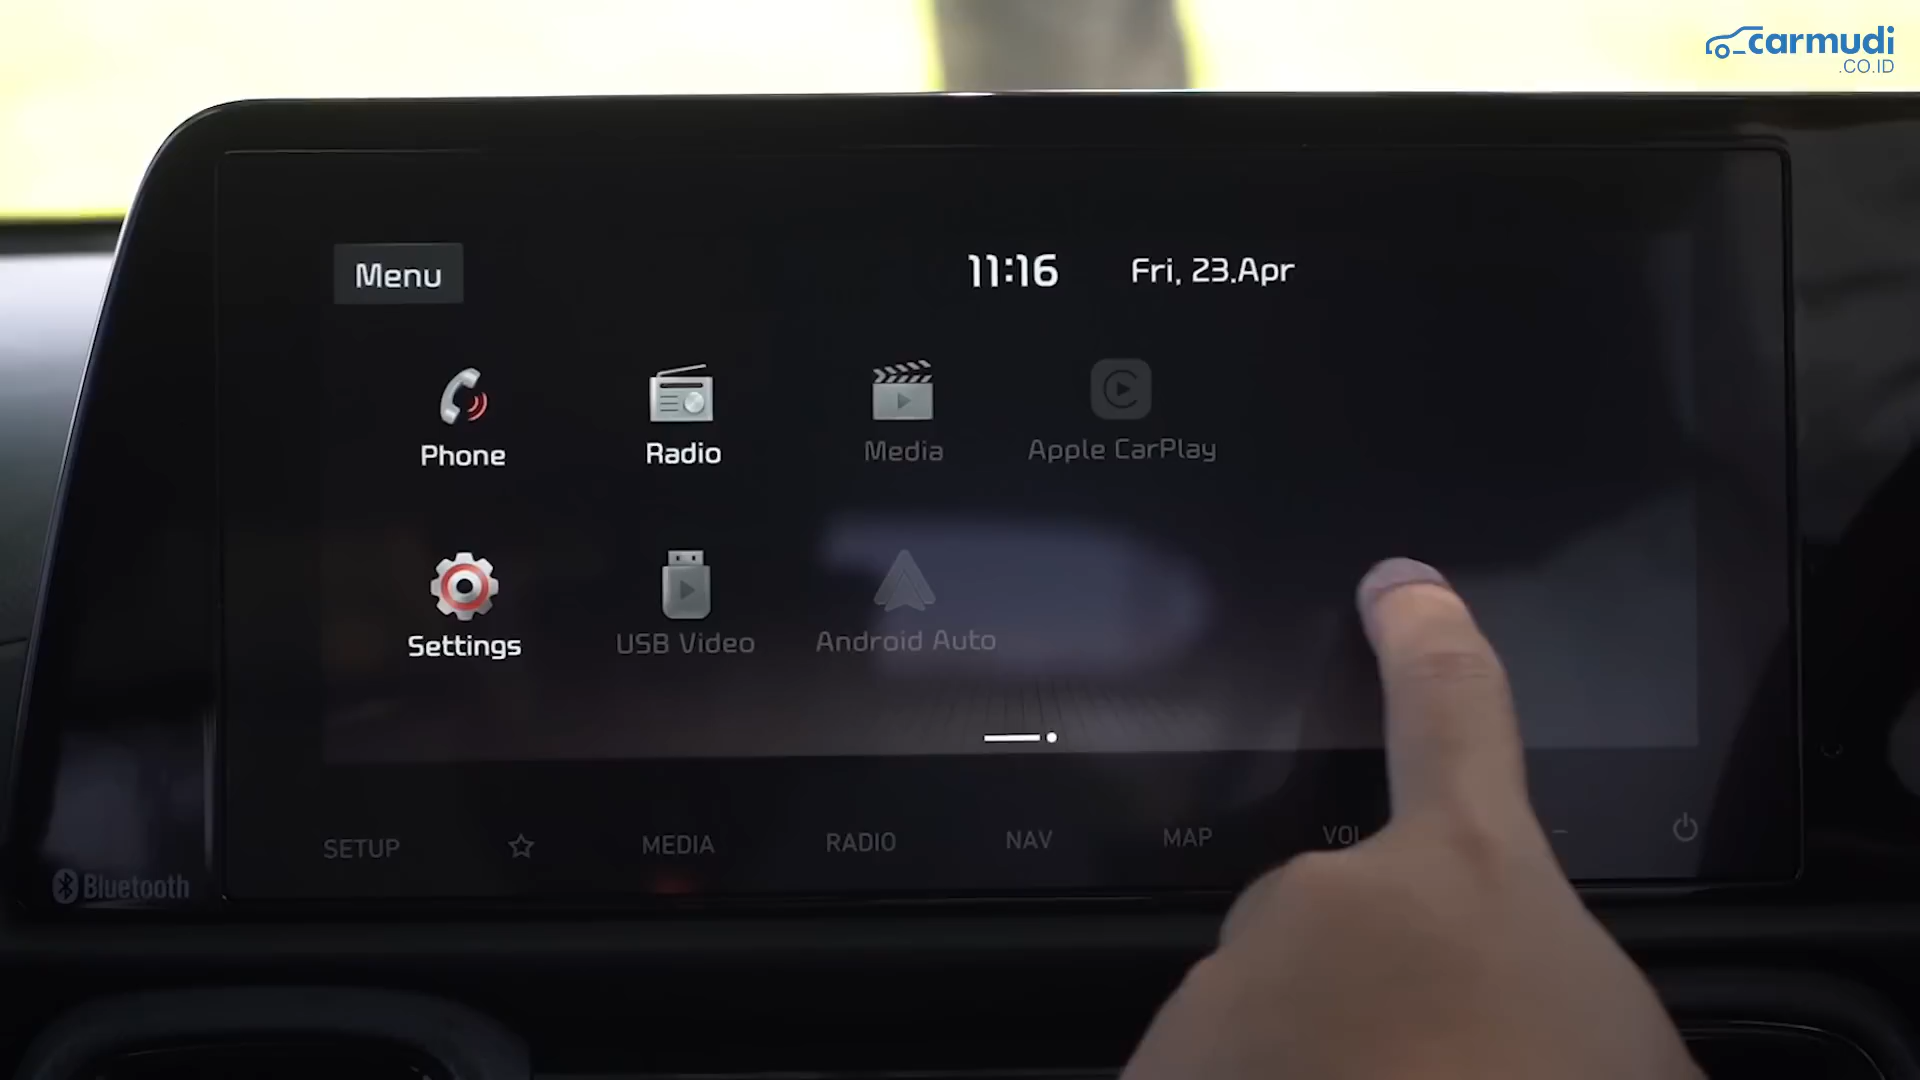 carmudi
.CO.ID
Menu
11:16
Fri, 23.Apr
Phone
Radio
Media
Apple CarPlay
Settings
USB Video
Android Auto
SETUP
MEDIA
RADIO
NAV
MAP
VOL
–
Bluetooth